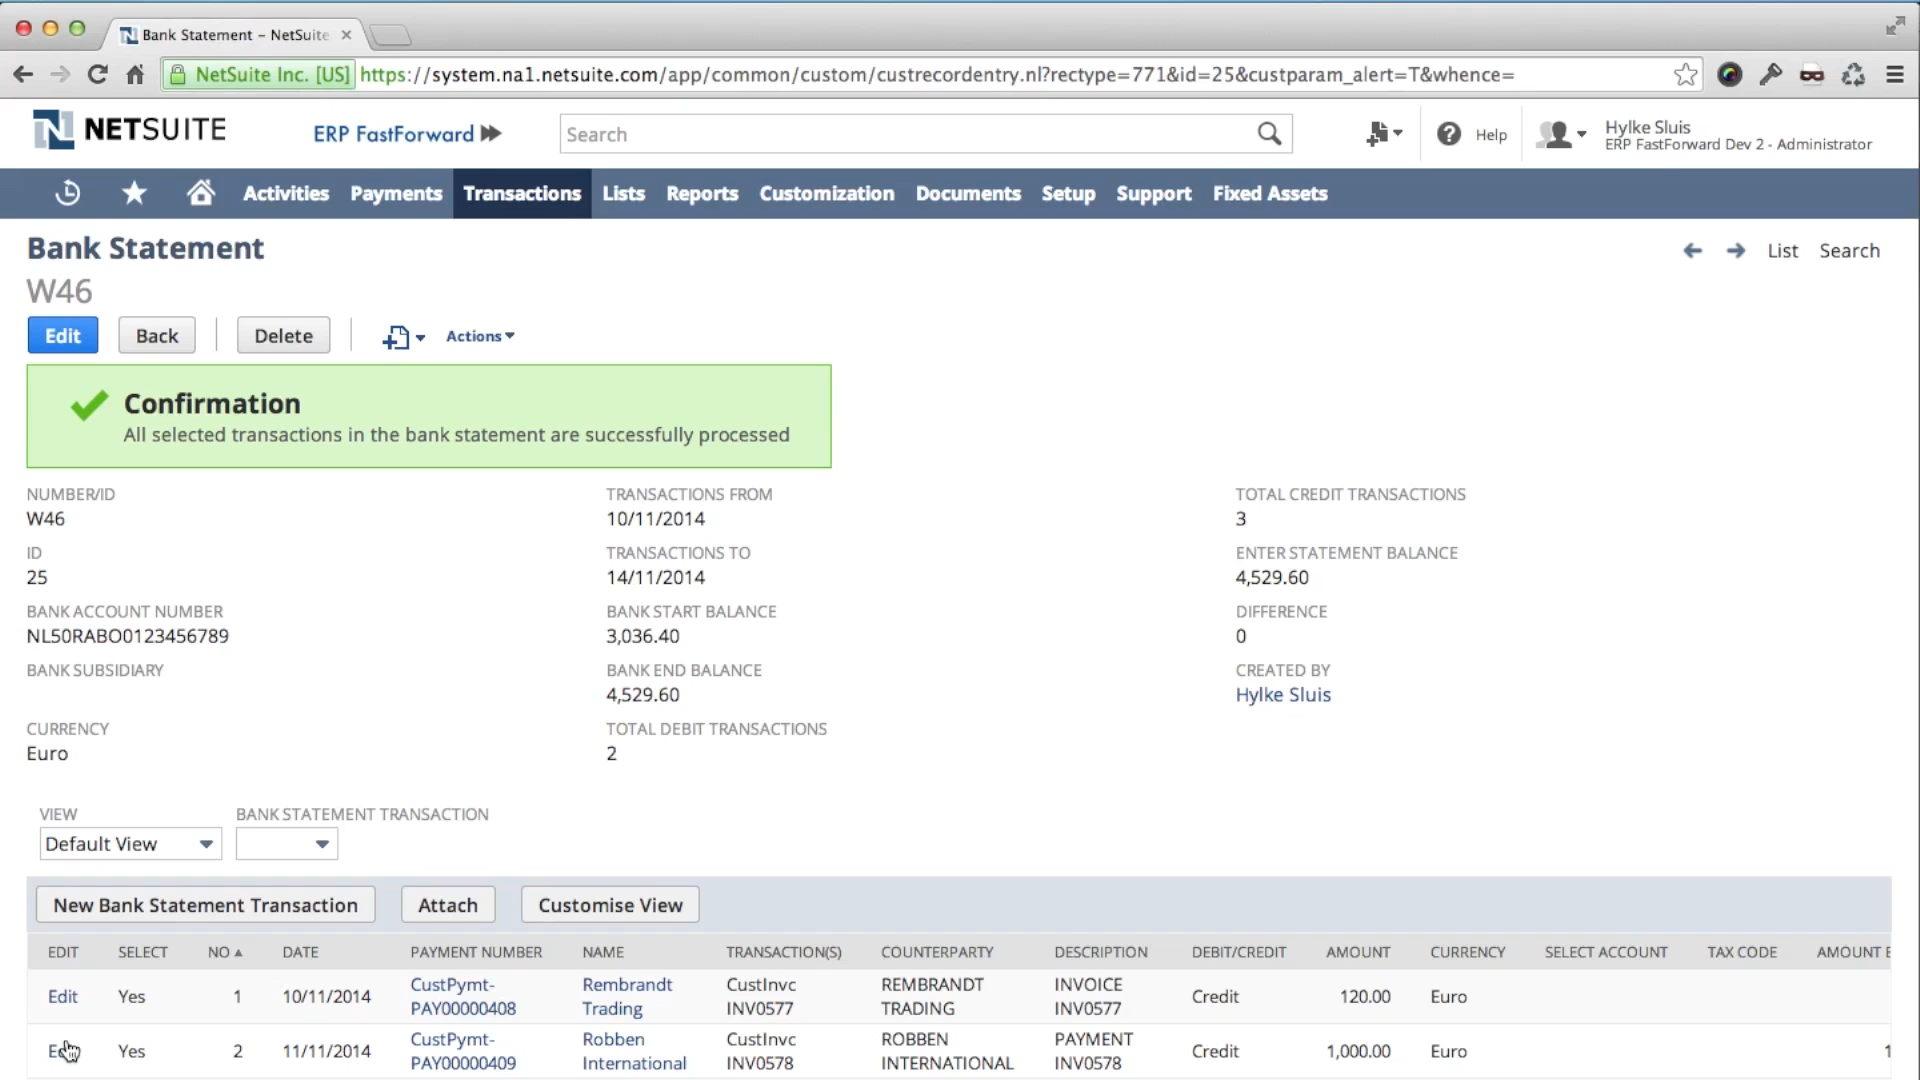 Bank Statement – NetSuite
NetSuite Inc. [US] https://system.na1.netsuite.com/app/common/custom/custrecordentry.nl?rectype=771&id=25&custparam_alert=T&whence=
NETSUITE
ERP FastForward
Search
Help
Hylke Sluis
ERP FastForward Dev 2 - Administrator
Activities Payments Transactions Lists Reports Customization Documents Setup Support Fixed Assets
Bank Statement
List Search
W46
Edit Back Delete Actions
Confirmation
All selected transactions in the bank statement are successfully processed
NUMBER/ID TRANSACTIONS FROM TOTAL CREDIT TRANSACTIONS
W46 10/11/2014 3
ID TRANSACTIONS TO ENTER STATEMENT BALANCE
25 14/11/2014 4,529.60
BANK ACCOUNT NUMBER BANK START BALANCE DIFFERENCE
NL50RABO0123456789 3,036.40 0
BANK SUBSIDIARY BANK END BALANCE CREATED BY
4,529.60 Hylke Sluis
CURRENCY TOTAL DEBIT TRANSACTIONS
Euro 2
VIEW BANK STATEMENT TRANSACTION
Default View
New Bank Statement Transaction Attach Customise View
EDIT SELECT NO DATE PAYMENT NUMBER NAME TRANSACTION(S) COUNTERPARTY DESCRIPTION DEBIT/CREDIT AMOUNT CURRENCY SELECT ACCOUNT TAX CODE AMOUNT E
CustPymt- Rembrandt CustInvc REMBRANDT INVOICE
Edit Yes 1 10/11/2014 Credit 120.00 Euro
PAY00000408 Trading INV0577 TRADING INV0577
CustPymt- Robben CustInvc ROBBEN PAYMENT
Yes 2 11/11/2014 Credit 1,000.00 Euro 1
PAY00000409 International INV0578 INTERNATIONAL INV0578